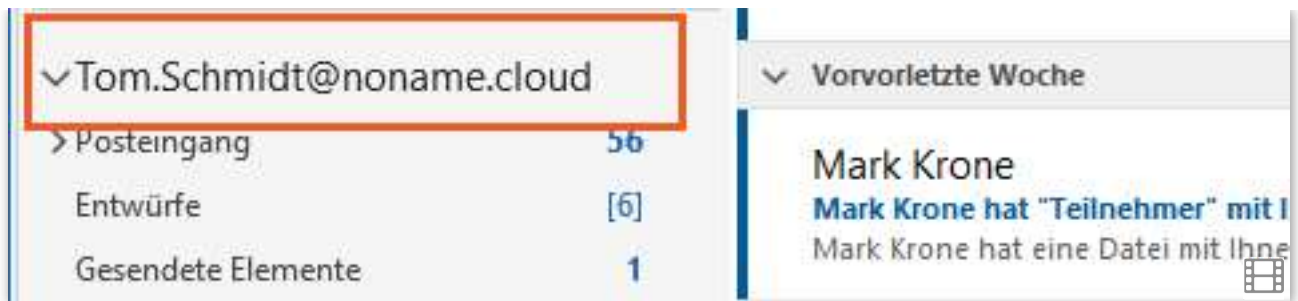 Tom.Schmidt@noname.cloud
Posteingang 56
Entwürfe [6]
Gesendete Elemente 1
Vorvorletzte Woche
Mark Krone
Mark Krone hat "Teilnehmer" mit I
Mark Krone hat eine Datei mit Ihne